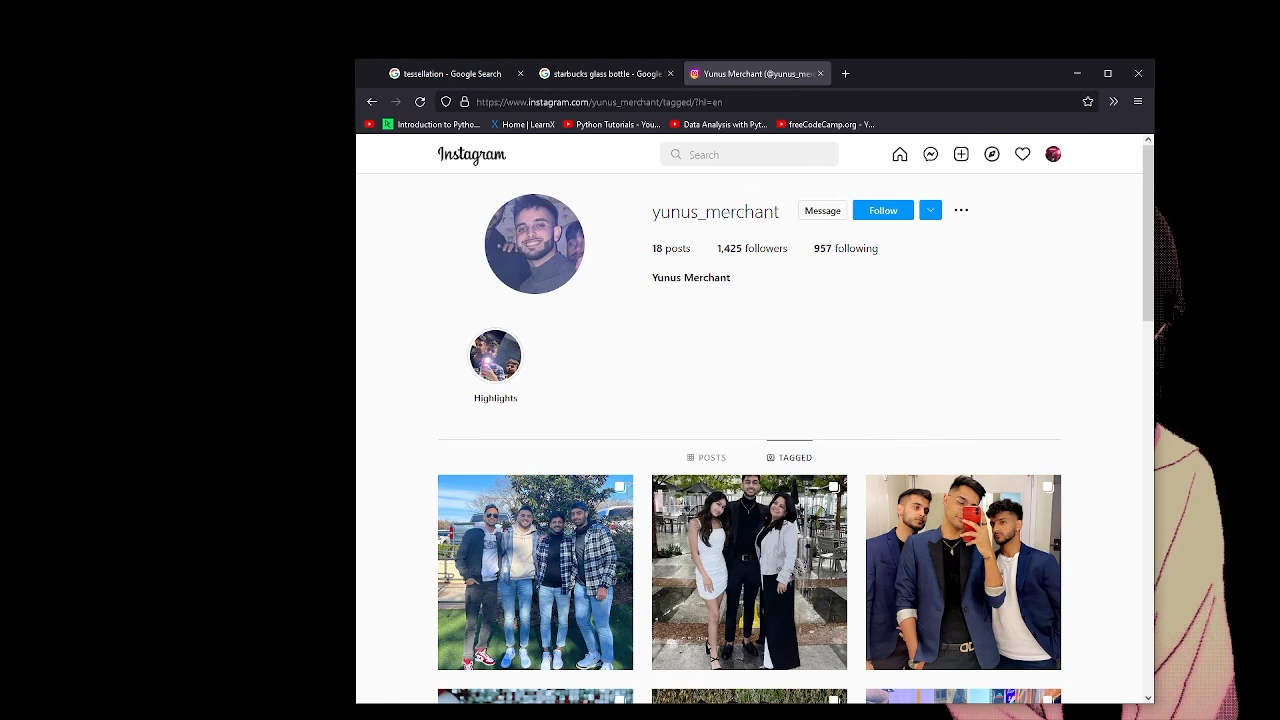 tessellation - Google Search
starbucks glass bottle - Google
Yunus Merchant (@yunus_mer
https://www.instagram.com/yunus_merchant/tagged/?hl=en
Introduction to Pytho...
Home | LearnX
Python Tutorials - You...
Data Analysis with Pyt...
freeCodeCamp.org - Y...
Instagram
Search
yunus_merchant
Message
Follow
18 posts
1,425 followers
957 following
Yunus Merchant
Highlights
POSTS
TAGGED